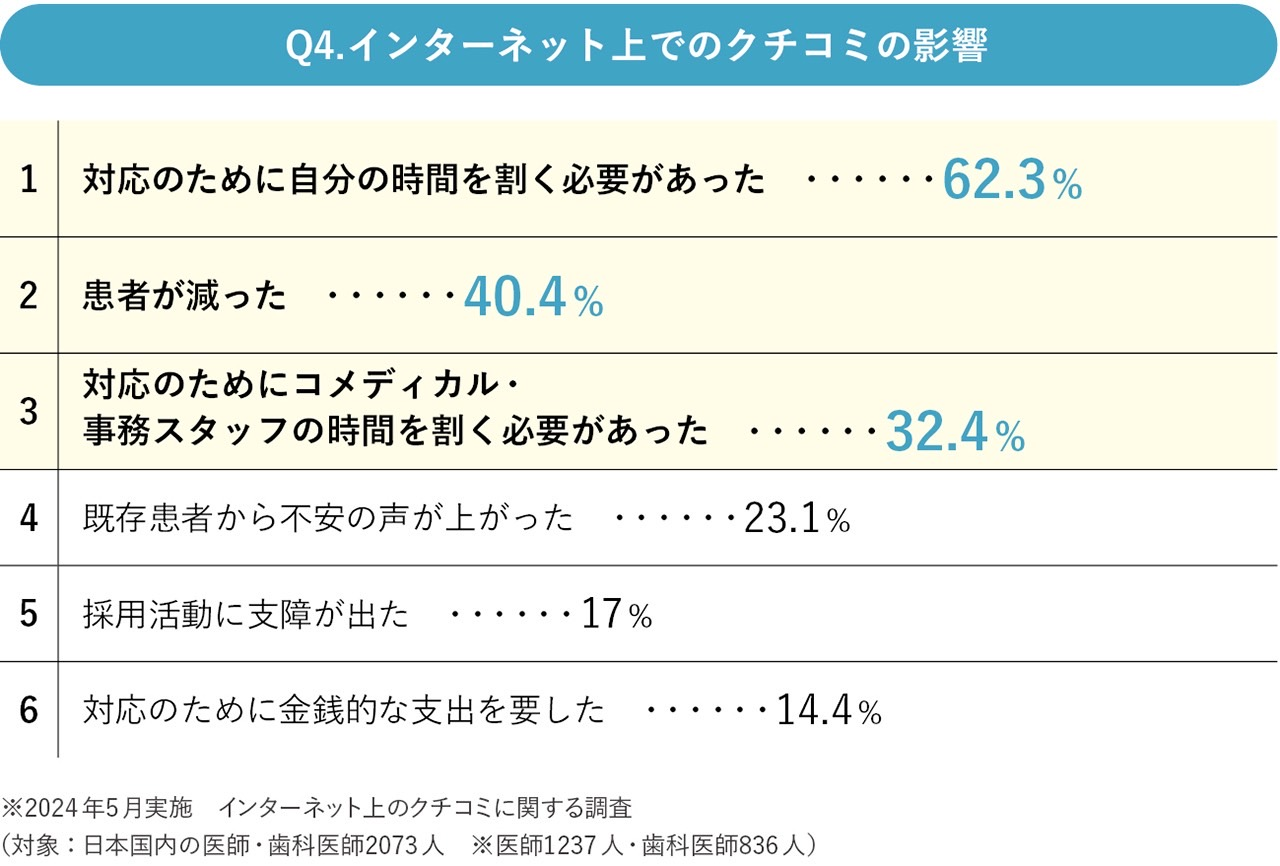 Q4.インターネット上でのクチコミの影響
1 対応のために自分の時間を割く必要があった ・・・・・・62.3%
2 患者が減った ・・・・・・40.4%
3 対応のためにコメディカル・
事務スタッフの時間を割く必要があった ・・・・・・32.4%
4 既存患者から不安の声が上がった ・・・・・・23.1%
5 採用活動に支障が出た ・・・・・・17%
6 対応のために金銭的な支出を要した ・・・・・・14.4%
※2024年5月実施 インターネット上のクチコミに関する調査
(対象:日本国内の医師・歯科医師2073人 ※医師1237人・歯科医師836人)